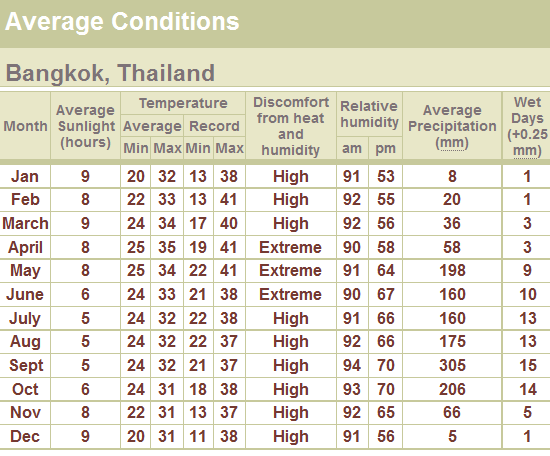 Average Conditions
Bangkok, Thailand
Month Average Sunlight (hours) Temperature Discomfort from heat and humidity Relative humidity Average Precipitation (mm) Wet Days (+0.25 mm)
Average Record
Min Max Min Max am pm
Jan 9 20 32 13 38 High 91 53 8 1
Feb 8 22 33 13 41 High 92 55 20 1
March 9 24 34 17 40 High 92 56 36 3
April 8 25 35 19 41 Extreme 90 58 58 3
May 8 25 34 22 41 Extreme 91 64 198 9
June 6 24 33 21 38 Extreme 90 67 160 10
July 5 24 32 22 38 High 91 66 160 13
Aug 5 24 32 22 37 High 92 66 175 13
Sept 5 24 32 21 37 High 94 70 305 15
Oct 6 24 31 18 38 High 93 70 206 14
Nov 8 22 31 13 37 High 92 65 66 5
Dec 9 20 31 11 38 High 91 56 5 1